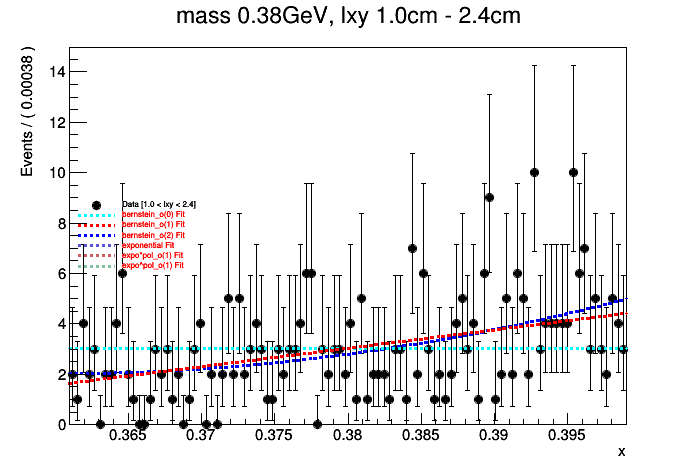 mass 0.38GeV, lxy 1.0cm - 2.4cm
Events / ( 0.00038 )
14
12
10
8
6
4
2
0
Data [1.0 < lxy < 2.4]
bernstein_o(0) Fit
bernstein_o(1) Fit
bernstein_o(2) Fit
exponential Fit
expo*pol_o(1) Fit
expo*pol_o(1) Fit
0.365 0.37 0.375 0.38 0.385 0.39 0.395
x